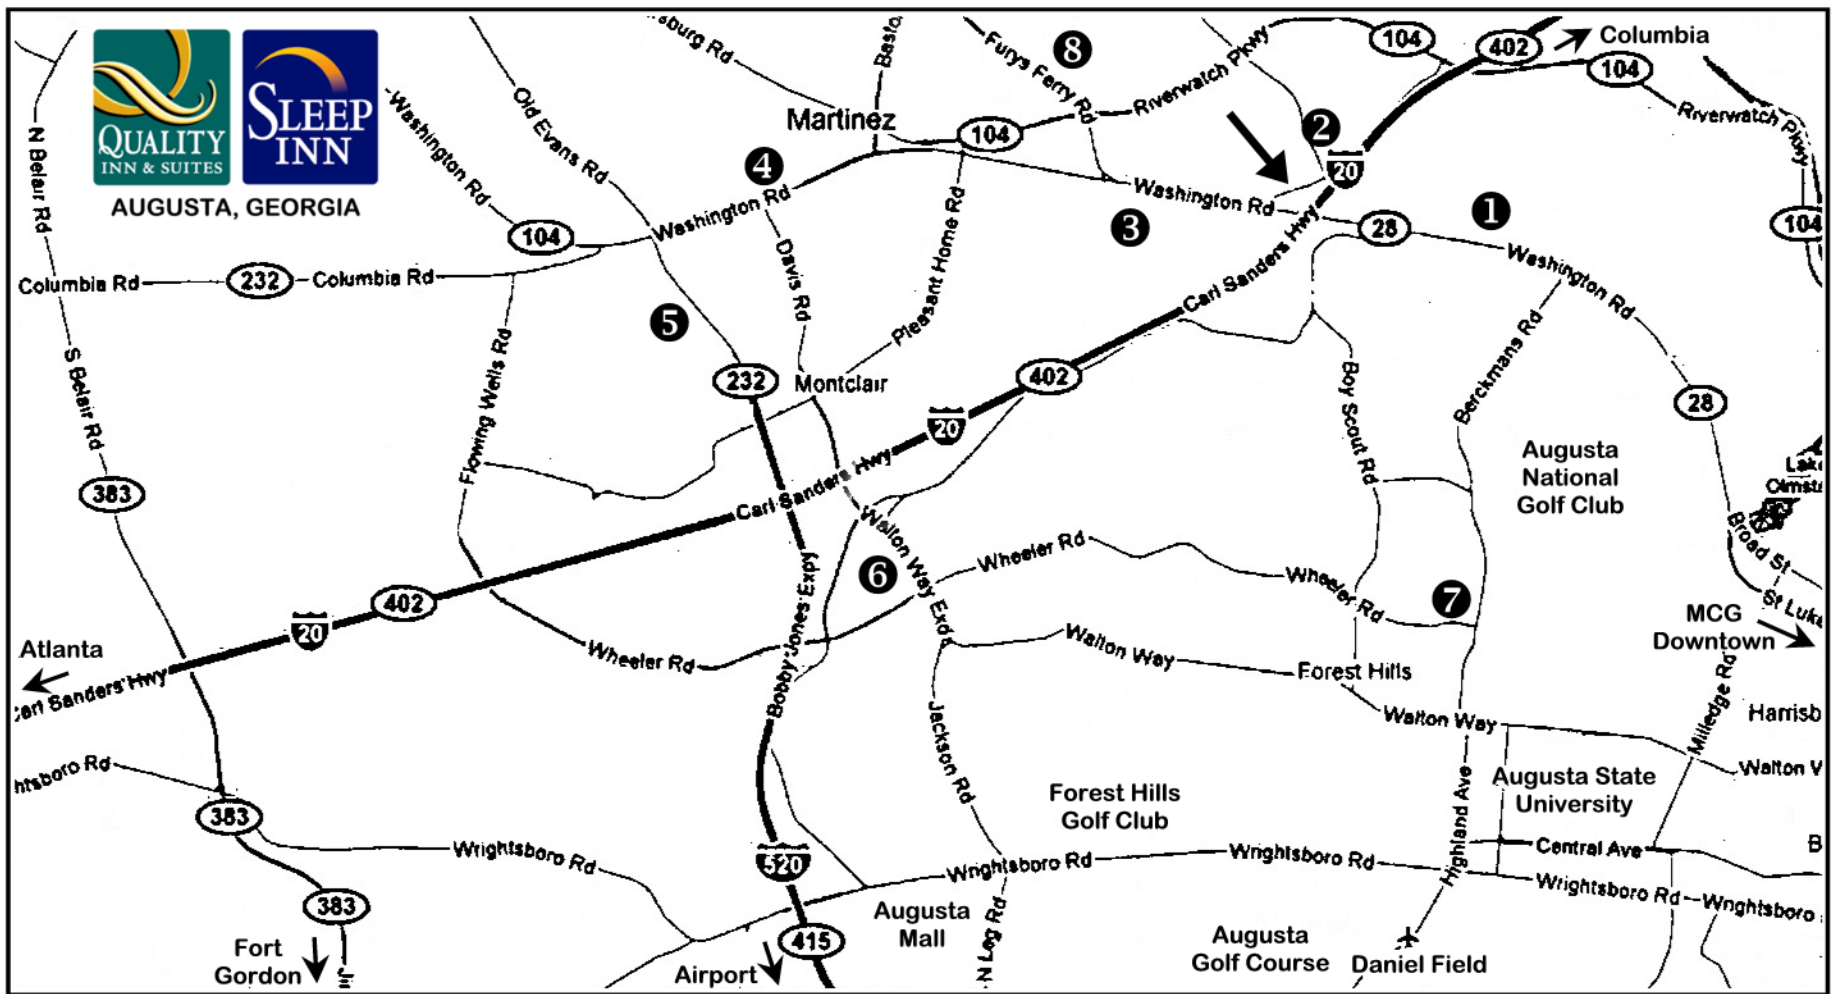 QUALITY
INN & SUITES
SLEEP
INN
AUGUSTA, GEORGIA
N Belair Rd
Washington Rd
Old Evans Rd
Rd
Martinez
Furys Ferry Rd
8
Riverwatch Pkwy
104
402
Columbia
104
Riverwatch Pkwy
104
2
20
104
4
Washington Rd
104
Columbia Rd
232
Columbia Rd
Davis Rd
Pleasant Home Rd
Washington Rd
3
28
1
Washington Rd
Carl Sanders Hwy
5
232
Montclair
402
20
S Belair Rd
Flowing Wells Rd
383
Boy Scout Rd
Berckmans Rd
28
Augusta
National
Golf Club
Carl Sanders Hwy
Walton Way
6
Wheeler Rd
Wheeler Rd
7
Broad St
St
MCG
Downtown
402
20
Atlanta
Sanders Hwy
Wheeler Rd
Bobby Jones Expy
Walton Way
Forest Hills
Walton Way
Milledge Rd
Walton
Rd
Jackson Rd
Forest Hills
Golf Club
Highland Ave
Augusta State
University
Central Ave
383
Wrightsboro Rd
520
Wrightsboro Rd
Wrightsboro Rd
Wrightsboro Rd
Wrightsboro
383
Fort
Gordon
Airport
415
Augusta
Mall
N Leg Rd
Augusta
Golf Course
Daniel Field